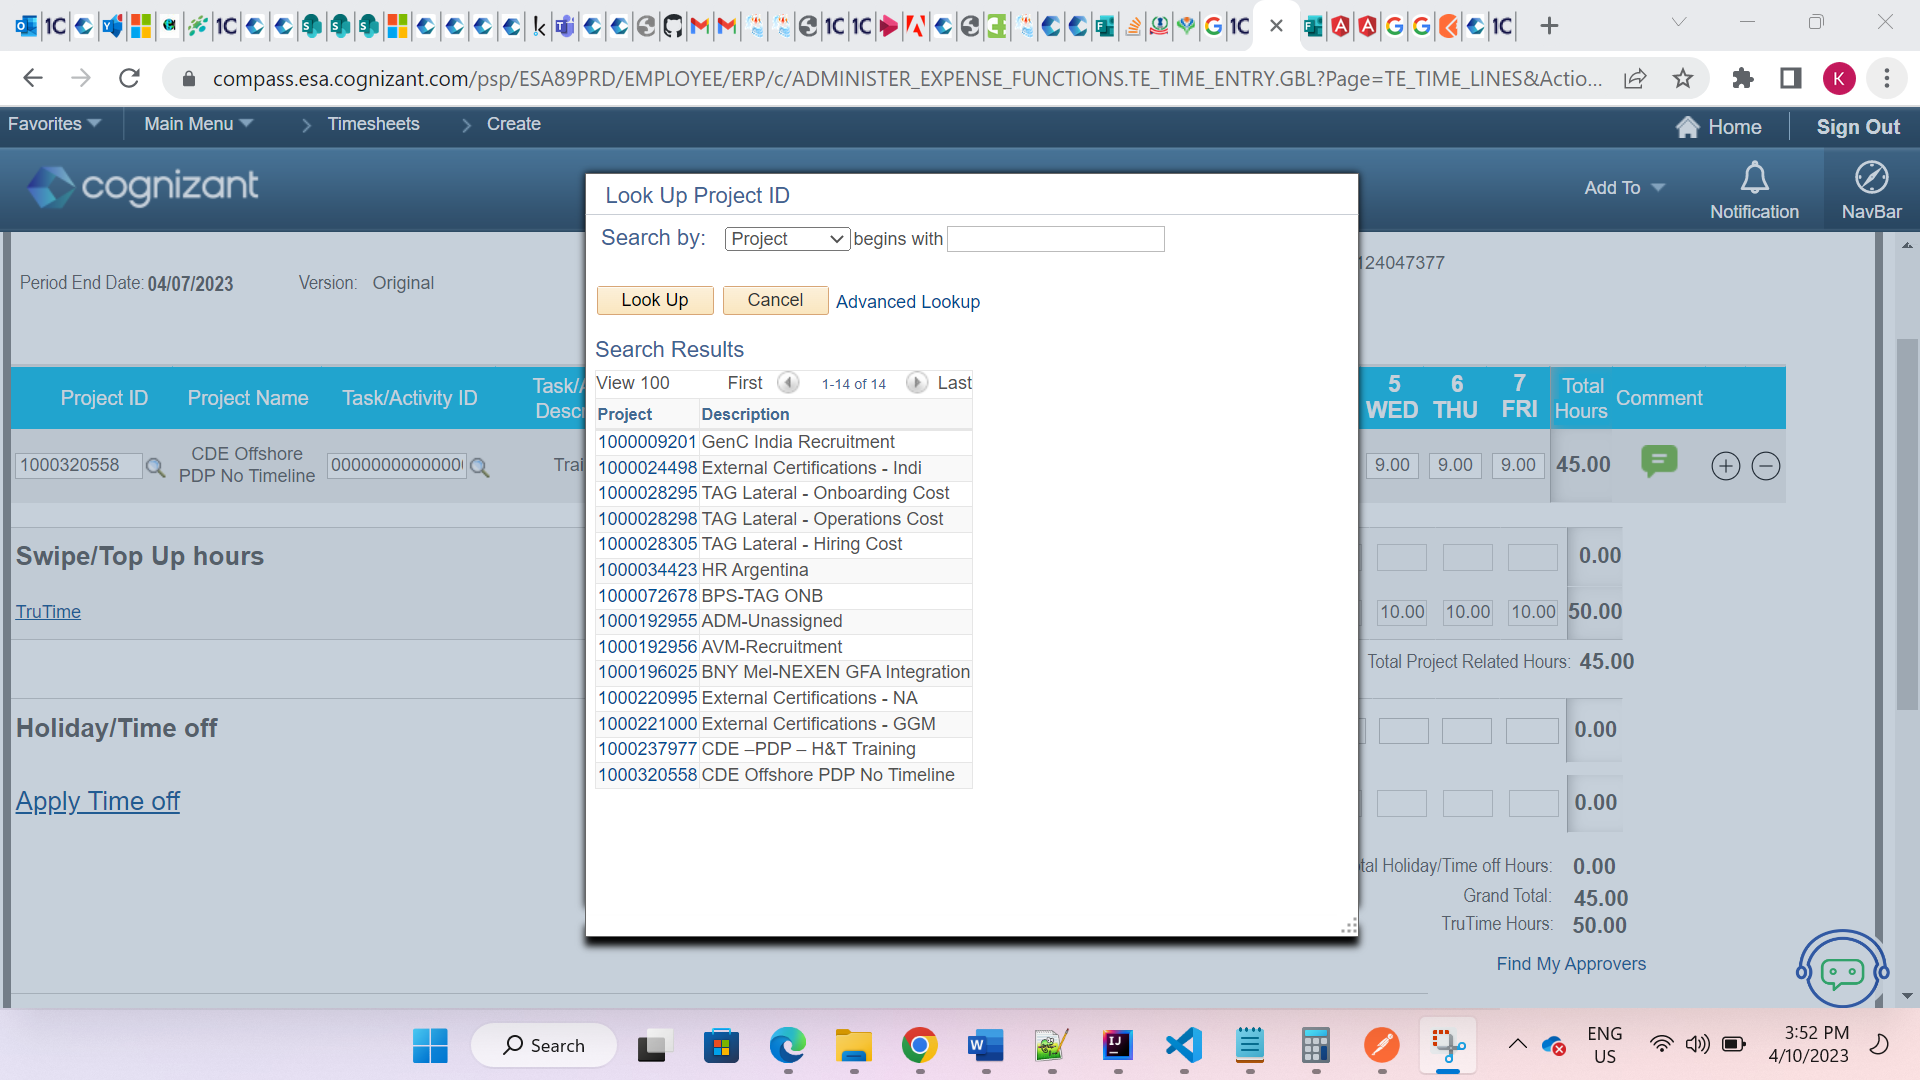 compass.esa.cognizant.com/psp/ESA89PRD/EMPLOYEE/ERP/c/ADMINISTER_EXPENSE_FUNCTIONS.TE_TIME_ENTRY.GBL?Page=TE_TIME_LINES&Actio...
K
Favorites Main Menu > Timesheets > Create
Home Sign Out
cognizant
Add To
Notification
NavBar
Period End Date: 04/07/2023 Version: Original
124047377
Look Up Project ID
Search by: Project begins with
Look Up Cancel Advanced Lookup
Search Results
View 100 First 1-14 of 14 Last
Project Description
1000009201 GenC India Recruitment
1000024498 External Certifications - Indi
1000028295 TAG Lateral - Onboarding Cost
1000028298 TAG Lateral - Operations Cost
1000028305 TAG Lateral - Hiring Cost
1000034423 HR Argentina
1000072678 BPS-TAG ONB
1000192955 ADM-Unassigned
1000192956 AVM-Recruitment
1000196025 BNY Mel-NEXEN GFA Integration
1000220995 External Certifications - NA
1000221000 External Certifications - GGM
1000237977 CDE –PDP – H&T Training
1000320558 CDE Offshore PDP No Timeline
Project ID Project Name Task/Activity ID
5 WED 6 THU 7 FRI Total Hours Comment
1000320558 CDE Offshore PDP No Timeline
9.00 9.00 9.00 45.00
Swipe/Top Up hours
0.00
TruTime
10.00 10.00 10.00 50.00
Total Project Related Hours: 45.00
Holiday/Time off
0.00
Apply Time off
0.00
tal Holiday/Time off Hours: 0.00
Grand Total: 45.00
TruTime Hours: 50.00
Find My Approvers
Search
ENG
US
3:52 PM
4/10/2023